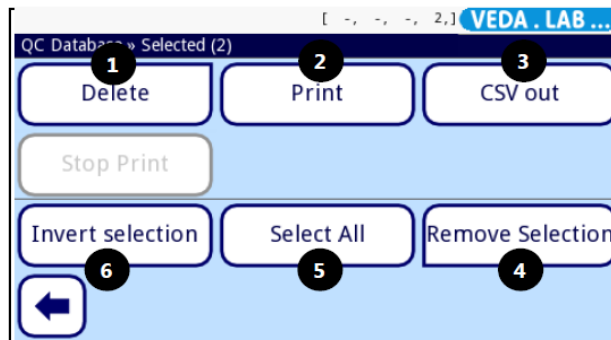 [ -, -, -, 2,] VEDA . LAB ...
QC Database » Selected (2)
1 2 3
Delete Print CSV out
Stop Print
Invert selection Select All Remove Selection
6 5 4